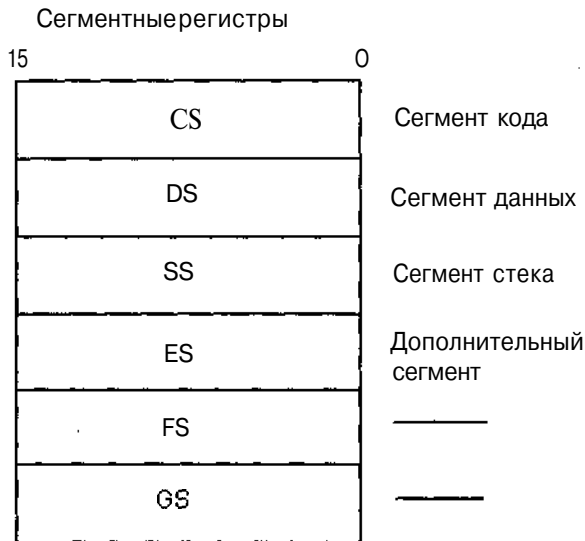 Сегментныерегистры
15 0
CS Сегмент кода
DS Сегмент данных
SS Сегмент стека
ES Дополнительный
сегмент
FS
GS